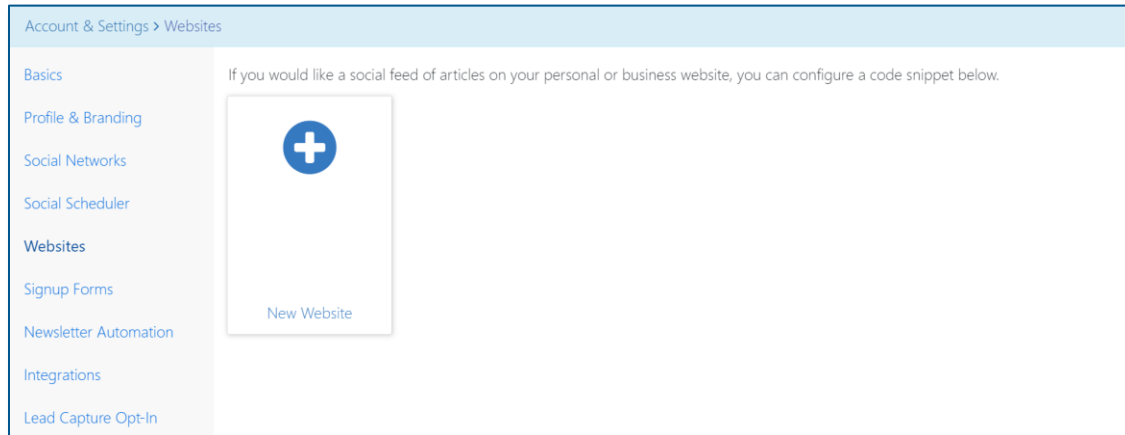 Account & Settings > Websites
Basics
Profile & Branding
Social Networks
Social Scheduler
Websites
Signup Forms
Newsletter Automation
Integrations
Lead Capture Opt-In
If you would like a social feed of articles on your personal or business website, you can configure a code snippet below.
New Website